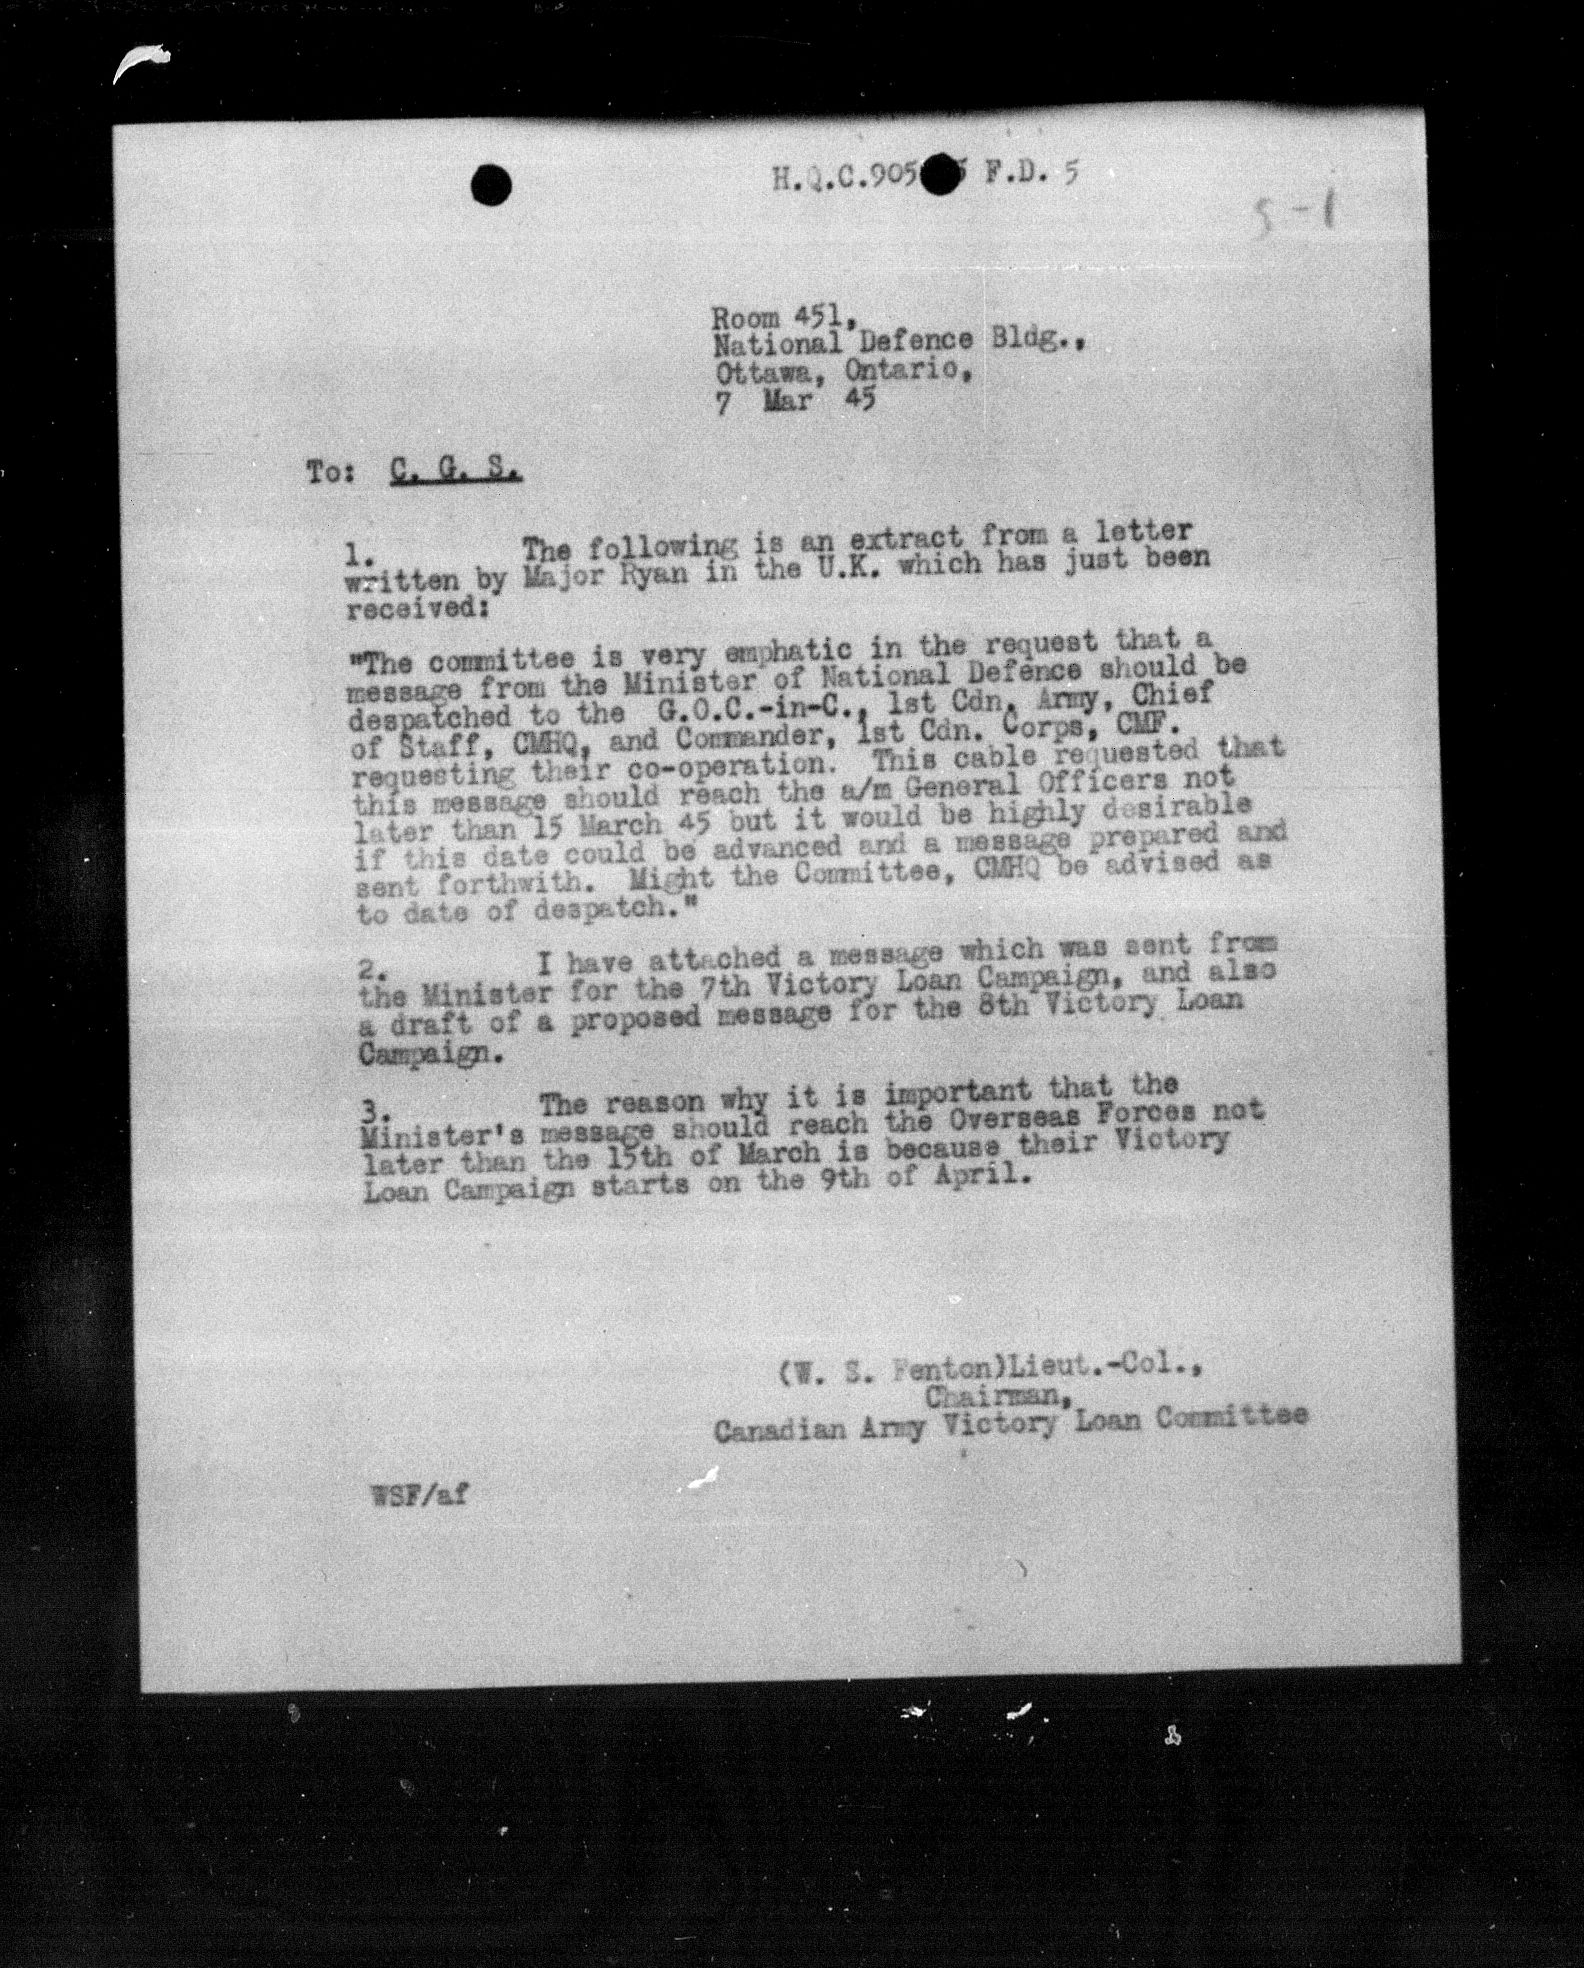 H.Q.C.905 5 F.D. 5
5-1
Room 451,
National Defence Bldg.,
Ottawa, Ontario,
7 Mar 45
To: C. G. S.
1. The following is an extract from a letter
written by Major Ryan in the U.K. which has just been
received:
"The committee is very emphatic in the request that a
message from the Minister of National Defence should be
despatched to the G.O.C.-in-C., 1st Cdn. Army, Chief
of Staff, CMHQ, and Commander, 1st Cdn. Corps, CMF.
requesting their co-operation. This cable requested that
this message should reach the a/m General Officers not
later than 15 March 45 but it would be highly desirable
if this date could be advanced and a message prepared and
sent forthwith. Might the Committee, CMHQ be advised as
to date of despatch."
2. I have attached a message which was sent from
the Minister for the 7th Victory Loan Campaign, and also
a draft of a proposed message for the 8th Victory Loan
Campaign.
3. The reason why it is important that the
Minister's message should reach the Overseas Forces not
later than the 15th of March is because their Victory
Loan Campaign starts on the 9th of April.
(W. S. Fenton)Lieut.-Col.,
Chairman,
Canadian Army Victory Loan Committee
WSF/af